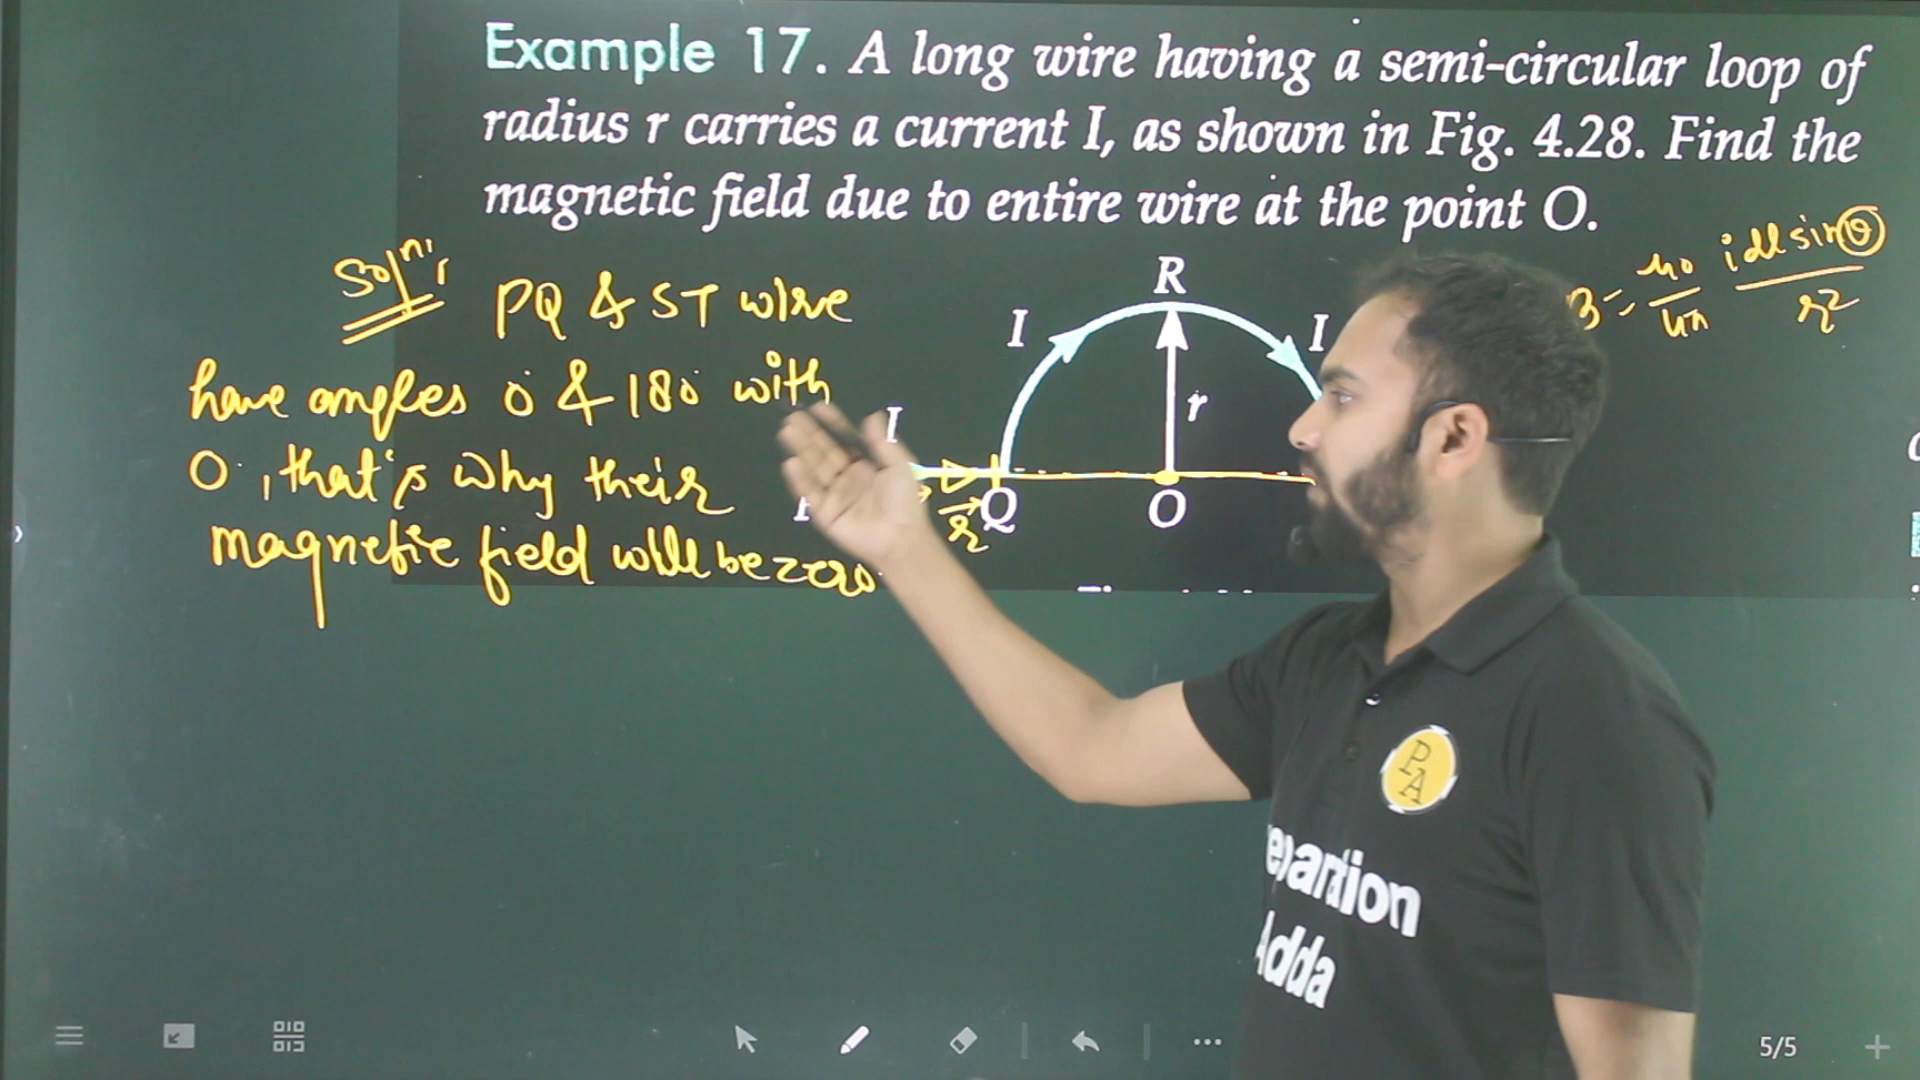 Example 17. A long wire having a semi-circular loop of
radius r carries a current I, as shown in Fig. 4.28. Find the
magnetic field due to entire wire at the point O.
Soln:
PQ & ST wire
have angles 0° & 180° with
O, that's why their
magnetic field will be zero.
B = μ0/4π idl sinθ/r²
R
I
I
r
I
Q
O
r
PA
Adda
5/5